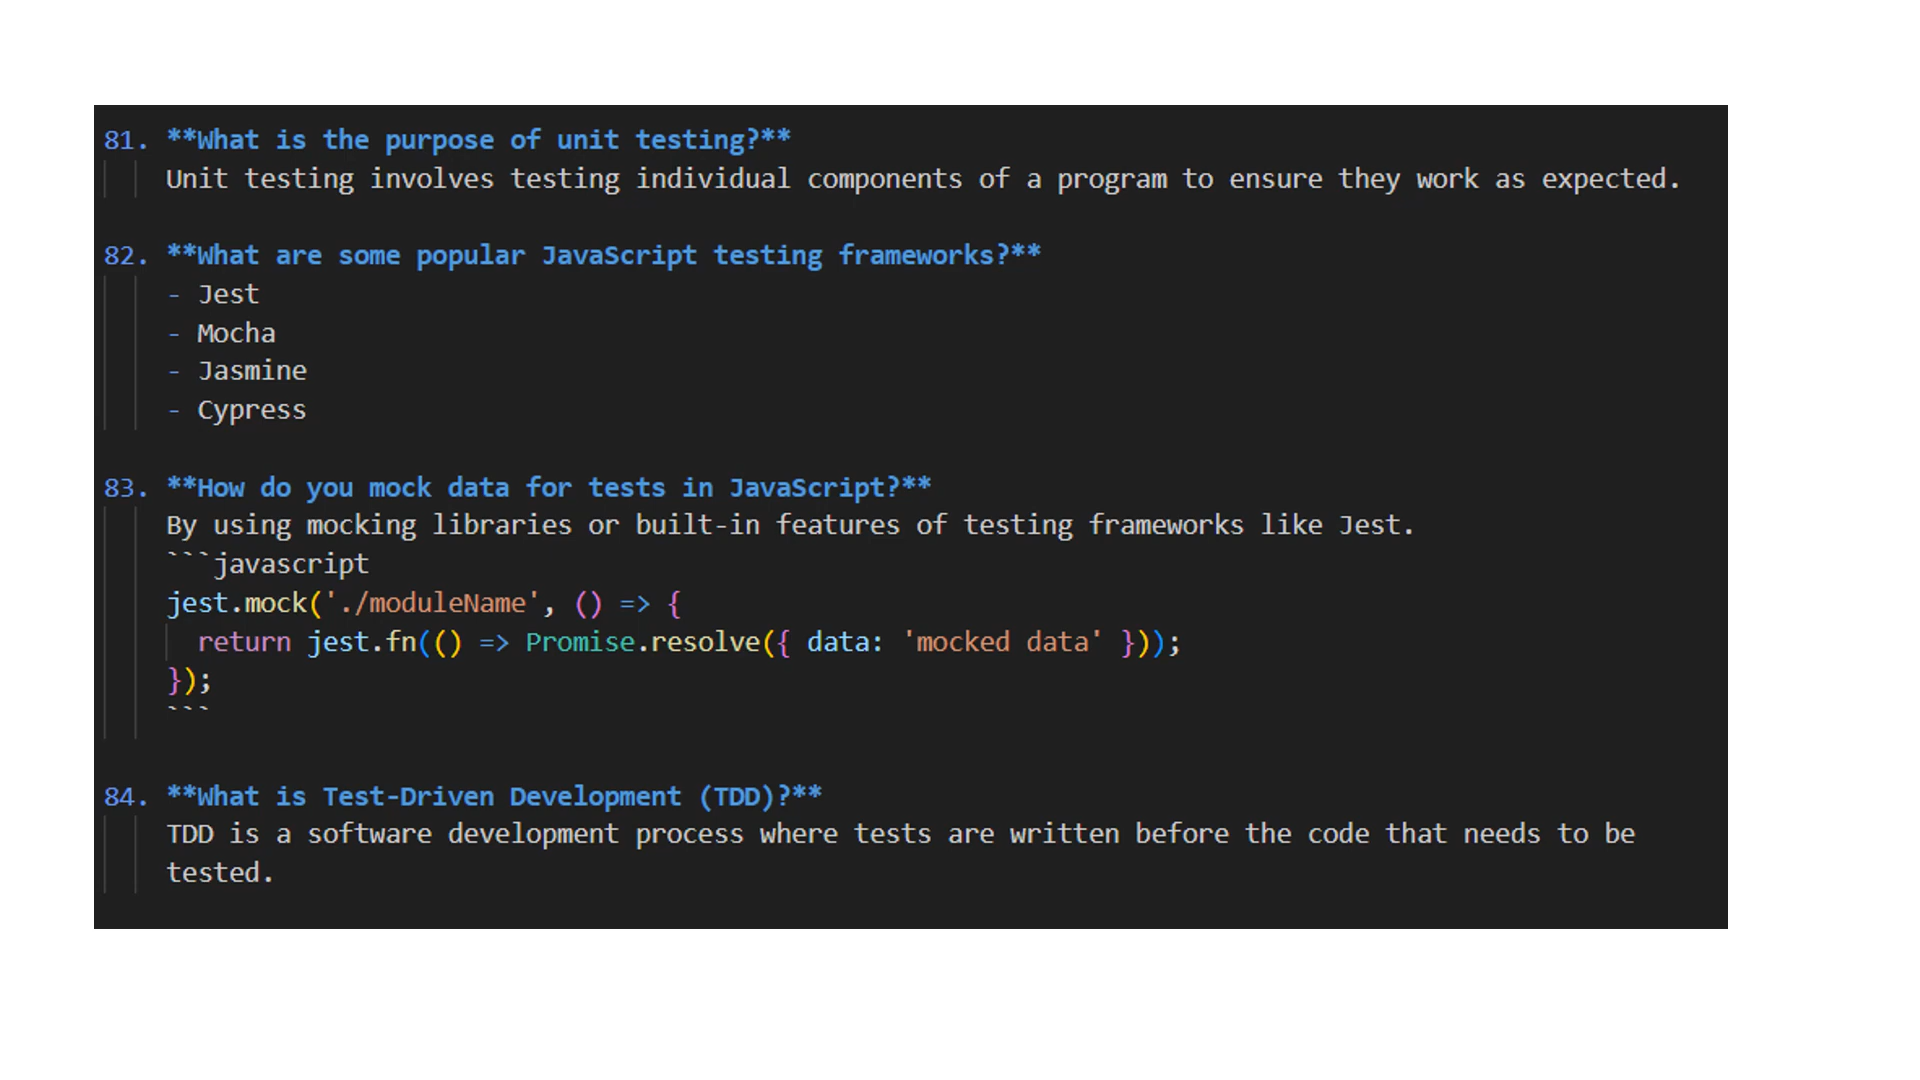 81. **What is the purpose of unit testing?**
Unit testing involves testing individual components of a program to ensure they work as expected.
82. **What are some popular JavaScript testing frameworks?**
- Jest
- Mocha
- Jasmine
- Cypress
83. **How do you mock data for tests in JavaScript?**
By using mocking libraries or built-in features of testing frameworks like Jest.
```javascript
jest.mock('./moduleName', () => {
return jest.fn(() => Promise.resolve({ data: 'mocked data' }));
});
```
84. **What is Test-Driven Development (TDD)?**
TDD is a software development process where tests are written before the code that needs to be
tested.